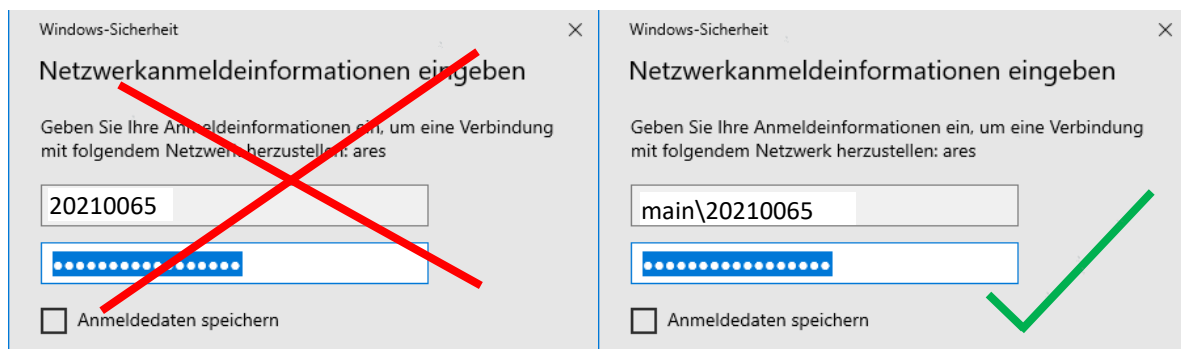 Windows-Sicherheit
Netzwerkanmeldeinformationen eingeben
Geben Sie Ihre Anmeldeinformationen ein, um eine Verbindung
mit folgendem Netzwerk herzustellen: ares
20210065
Anmeldedaten speichern
Windows-Sicherheit
Netzwerkanmeldeinformationen eingeben
Geben Sie Ihre Anmeldeinformationen ein, um eine Verbindung
mit folgendem Netzwerk herzustellen: ares
main\20210065
Anmeldedaten speichern